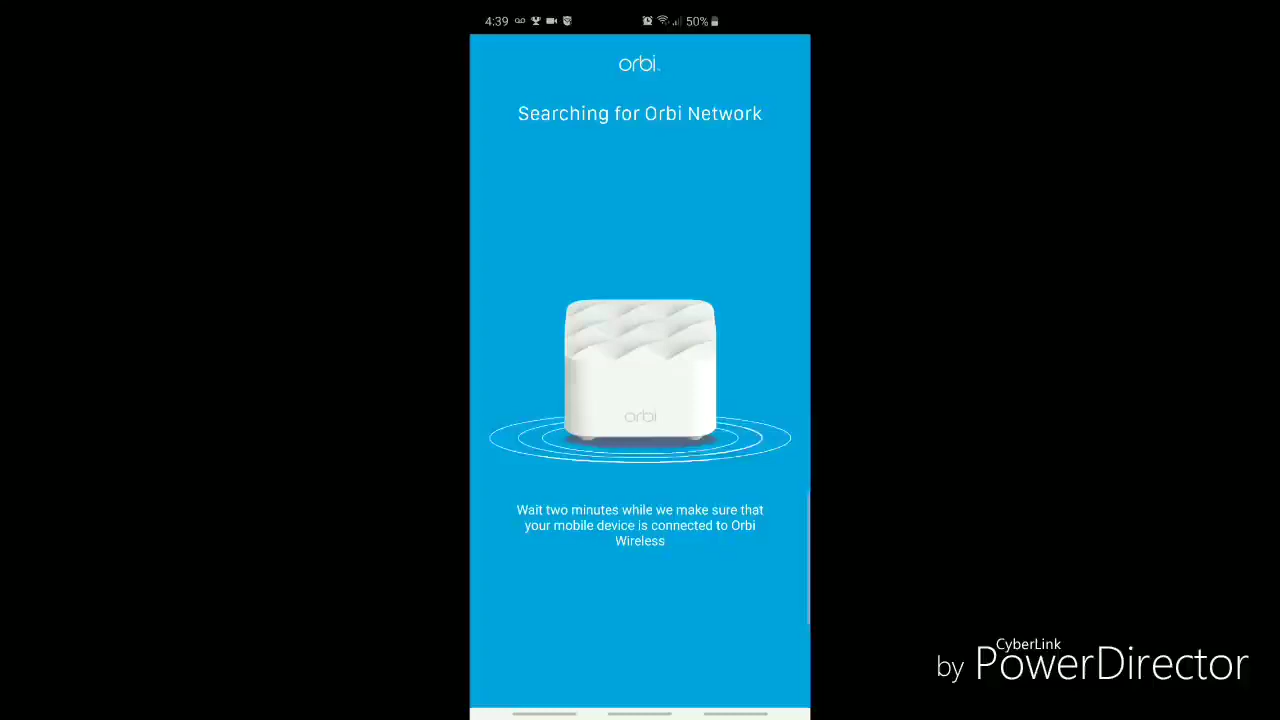 4:39
50%
orbi
Searching for Orbi Network
orbi
Wait two minutes while we make sure that
your mobile device is connected to Orbi
Wireless
CyberLink
by PowerDirector